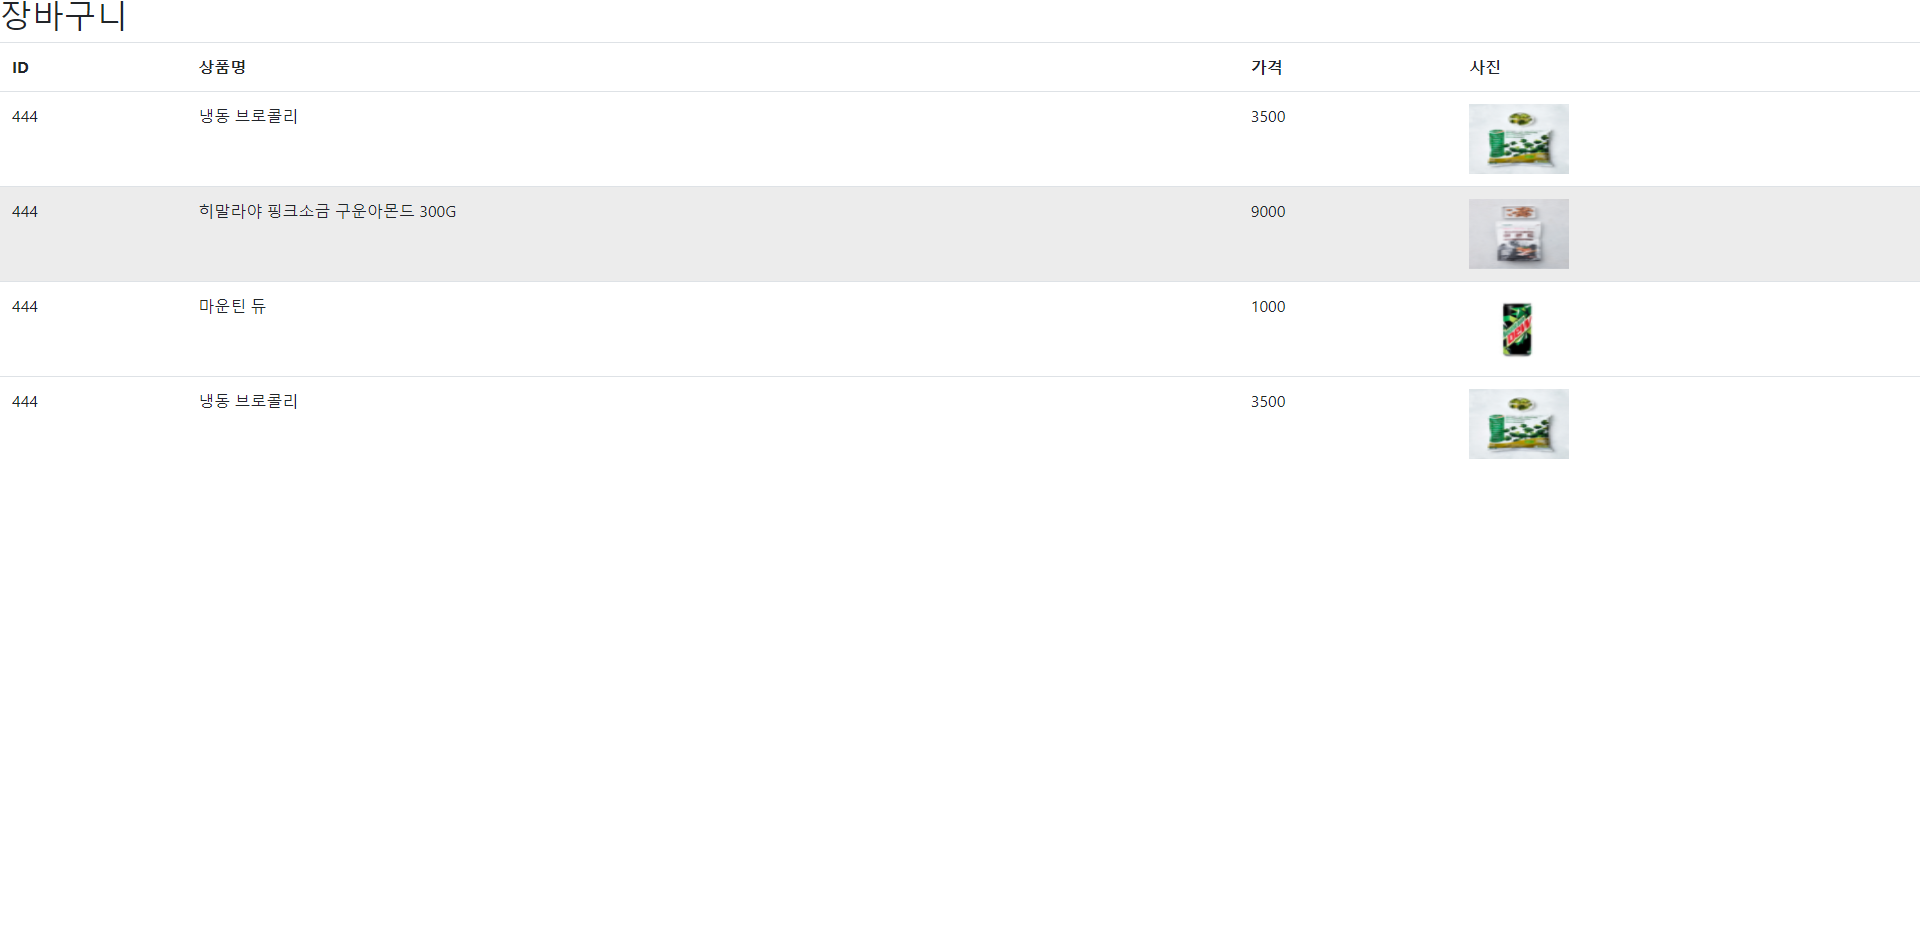 장바구니
ID 상품명 가격 사진
444 냉동 브로콜리 3500
444 히말라야 핑크소금 구운아몬드 300G 9000
444 마운틴 듀 1000
DEW
444 냉동 브로콜리 3500